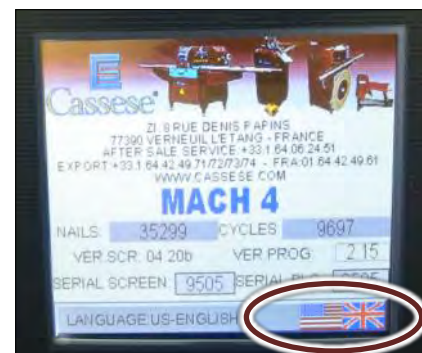 Cassese®
ZI. 9 RUE DENIS PAPINS
77390 VERNEUIL L'ETANG - FRANCE
AFTER SALE SERVICE +33.1 64 06 24 51
EXPORT +33.1 64.42.49.71/72/73/74 - FRA:01.64.42.49.61
WWW.CASSESE.COM
MACH 4
NAILS: 35299 CYCLES 9697
VER SCR: 04 20b VER PROG 2.15
SERIAL SCREEN 9505 SERIAL
LANGUAGE:US-ENGLISH